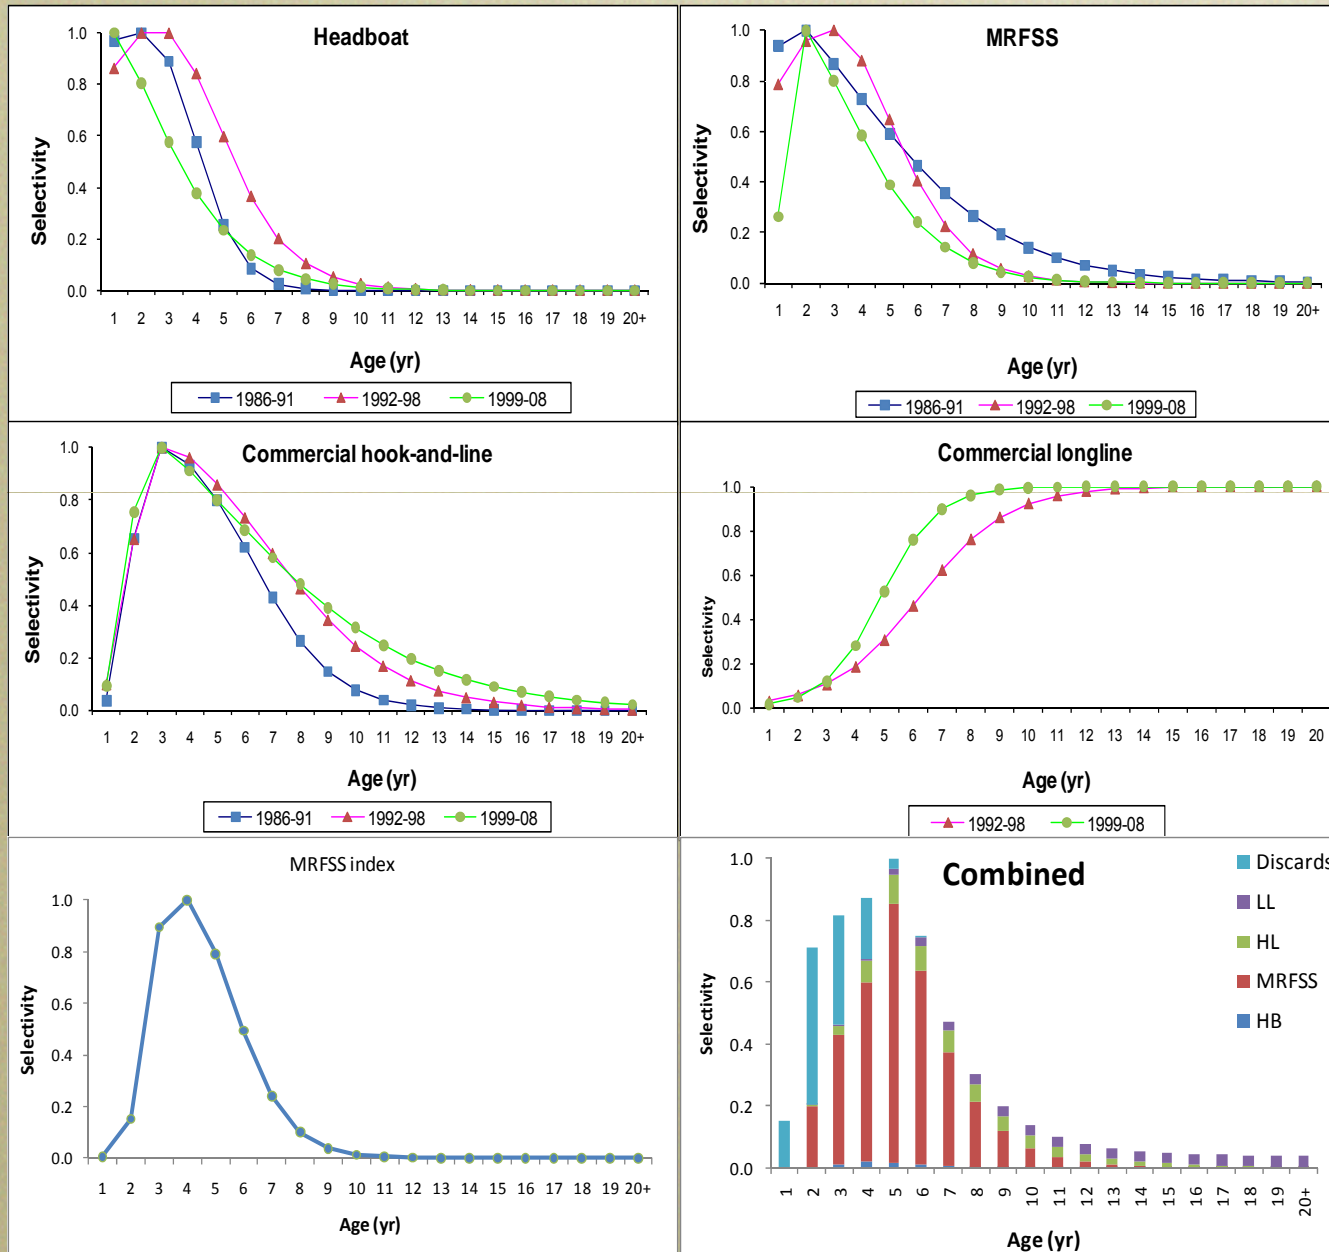 Headboat
1.0
0.8
0.6
0.4
0.2
0.0
Selectivity
1 2 3 4 5 6 7 8 9 10 11 12 13 14 15 16 17 18 19 20+
Age (yr)
1986-91 1992-98 1999-08
MRFSS
1.0
0.8
0.6
0.4
0.2
0.0
Selectivity
1 2 3 4 5 6 7 8 9 10 11 12 13 14 15 16 17 18 19 20+
Age (yr)
1986-91 1992-98 1999-08
Commercial hook-and-line
1.0
0.8
0.6
0.4
0.2
0.0
Selectivity
1 2 3 4 5 6 7 8 9 10 11 12 13 14 15 16 17 18 19 20+
Age (yr)
1986-91 1992-98 1999-08
Commercial longline
1.0
0.8
0.6
0.4
0.2
0.0
Selectivity
1 2 3 4 5 6 7 8 9 10 11 12 13 14 15 16 17 18 19 20
Age (yr)
1992-98 1999-08
MRFSS index
1.0
0.8
0.6
0.4
0.2
0.0
Selectivity
1 2 3 4 5 6 7 8 9 10 11 12 13 14 15 16 17 18 19 20+
Age (yr)
Combined
1.0
0.8
0.6
0.4
0.2
0.0
Selectivity
1 2 3 4 5 6 7 8 9 10 11 12 13 14 15 16 17 18 19 20+
Age (yr)
Discards
LL
HL
MRFSS
HB